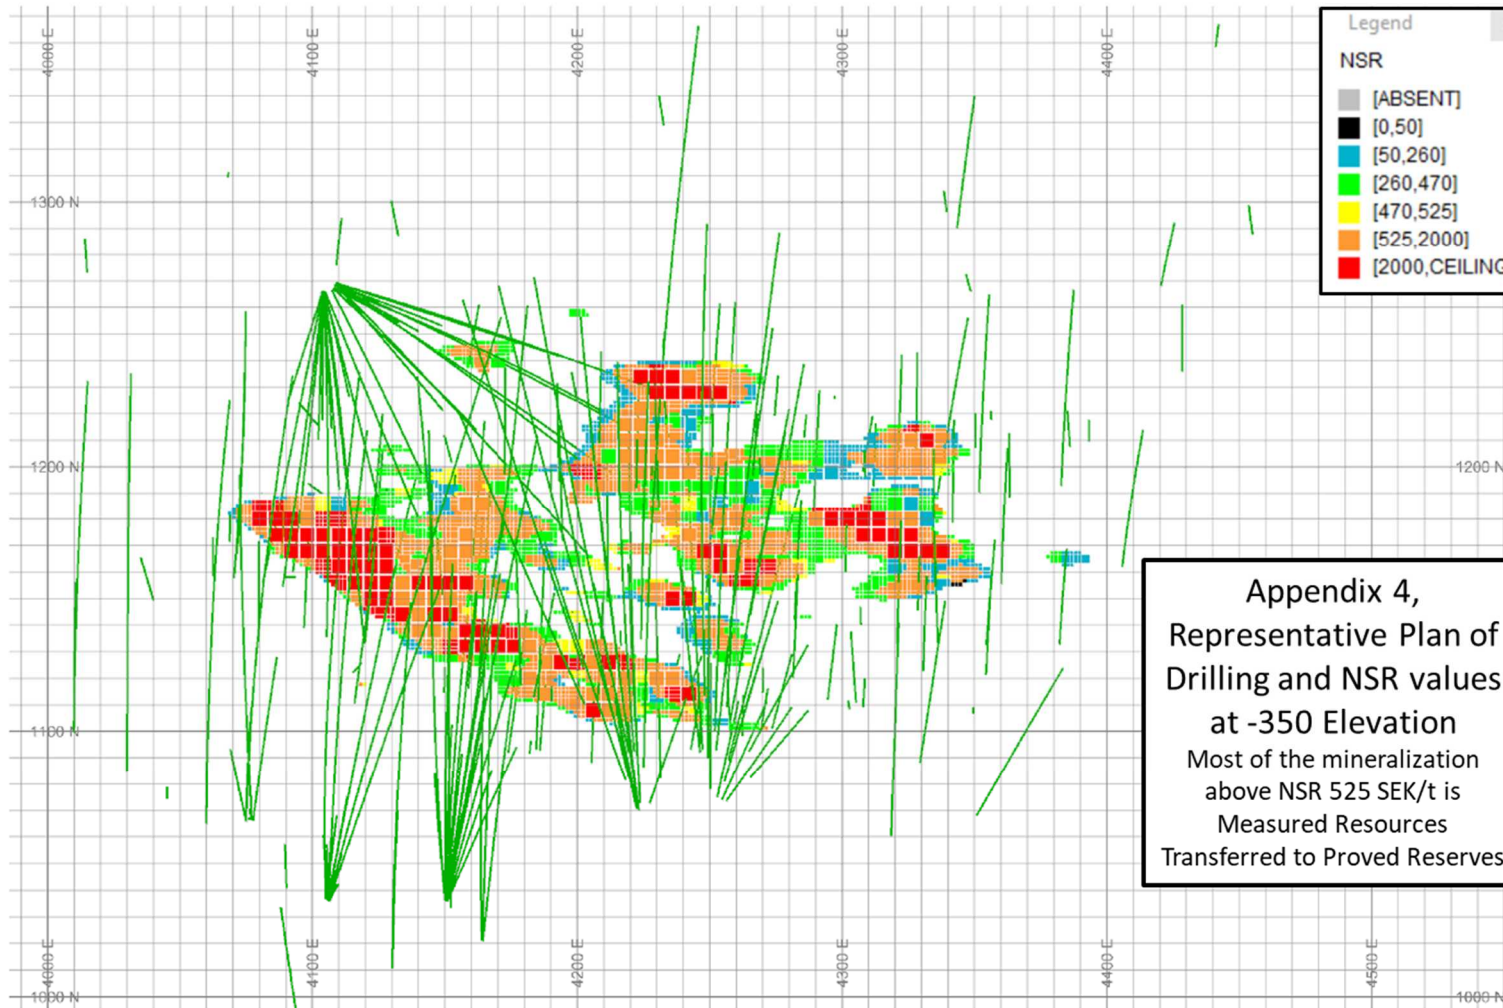 4000 E
4100 E
4200 E
4300 E
4400 E
Legend
NSR
[ABSENT]
[0,50]
[50,260]
[260,470]
[470,525]
[525,2000]
[2000,CEILING
1300 N
1200 N
1200 N
Appendix 4,
Representative Plan of
Drilling and NSR values
at -350 Elevation
Most of the mineralization
above NSR 525 SEK/t is
Measured Resources
Transferred to Proved Reserves
1100 N
4000 E
4100 E
4200 E
4300 E
4400 E
4500 E
1000 N
1000 N